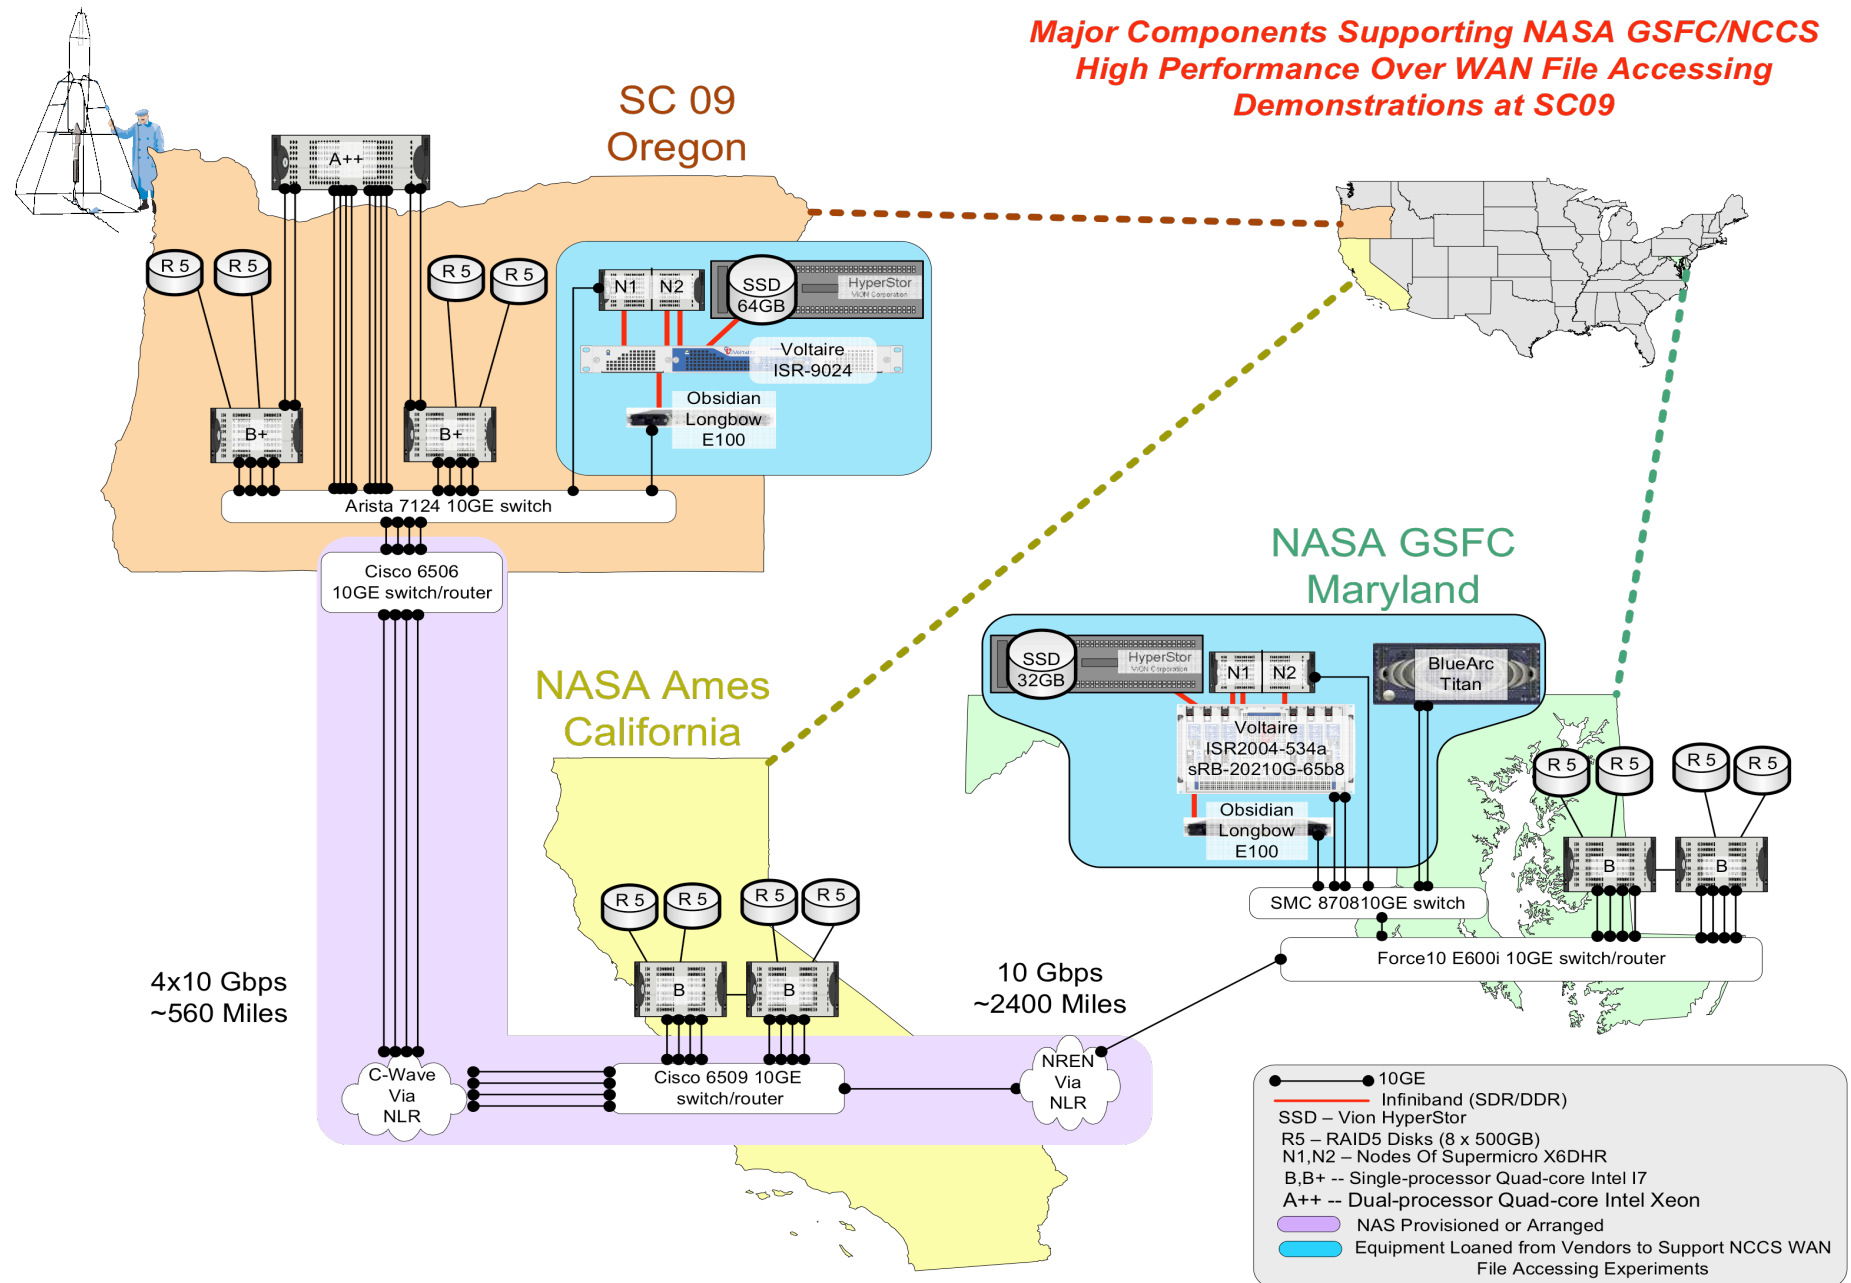 Major Components Supporting NASA GSFC/NCCS
High Performance Over WAN File Accessing
Demonstrations at SC09
SC 09
Oregon
A++
R 5
R 5
R 5
R 5
B+
B+
N1
N2
SSD
64GB
HyperStor
ViON Corporation
Voltaire
ISR-9024
Obsidian
Longbow
E100
Arista 7124 10GE switch
Cisco 6506
10GE switch/router
NASA GSFC
Maryland
SSD
32GB
HyperStor
ViON Corporation
N1
N2
BlueArc
Titan
Voltaire
ISR2004-534a
sRB-20210G-65b8
Obsidian
Longbow
E100
R 5
R 5
R 5
R 5
B
B
SMC 870810GE switch
Force10 E600i 10GE switch/router
NASA Ames
California
R 5
R 5
R 5
R 5
B
B
4x10 Gbps
~560 Miles
10 Gbps
~2400 Miles
C-Wave
Via
NLR
Cisco 6509 10GE
switch/router
NREN
Via
NLR
10GE
Infiniband (SDR/DDR)
SSD – Vion HyperStor
R5 – RAID5 Disks (8 x 500GB)
N1,N2 – Nodes Of Supermicro X6DHR
B,B+ -- Single-processor Quad-core Intel I7
A++ -- Dual-processor Quad-core Intel Xeon
NAS Provisioned or Arranged
Equipment Loaned from Vendors to Support NCCS WAN
File Accessing Experiments